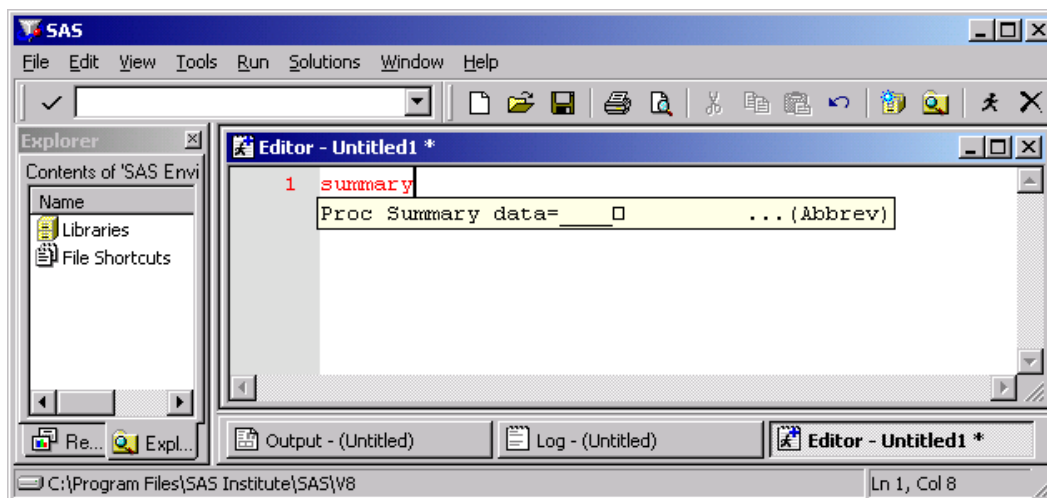 SAS
File Edit View Tools Run Solutions Window Help
Explorer
Contents of 'SAS Envi
Name
Libraries
File Shortcuts
Re... Expl...
Editor - Untitled1 *
1 summary
Proc Summary data=____□ ...(Abbrev)
Output - (Untitled) Log - (Untitled) Editor - Untitled1 *
C:\Program Files\SAS Institute\SAS\V8 Ln 1, Col 8